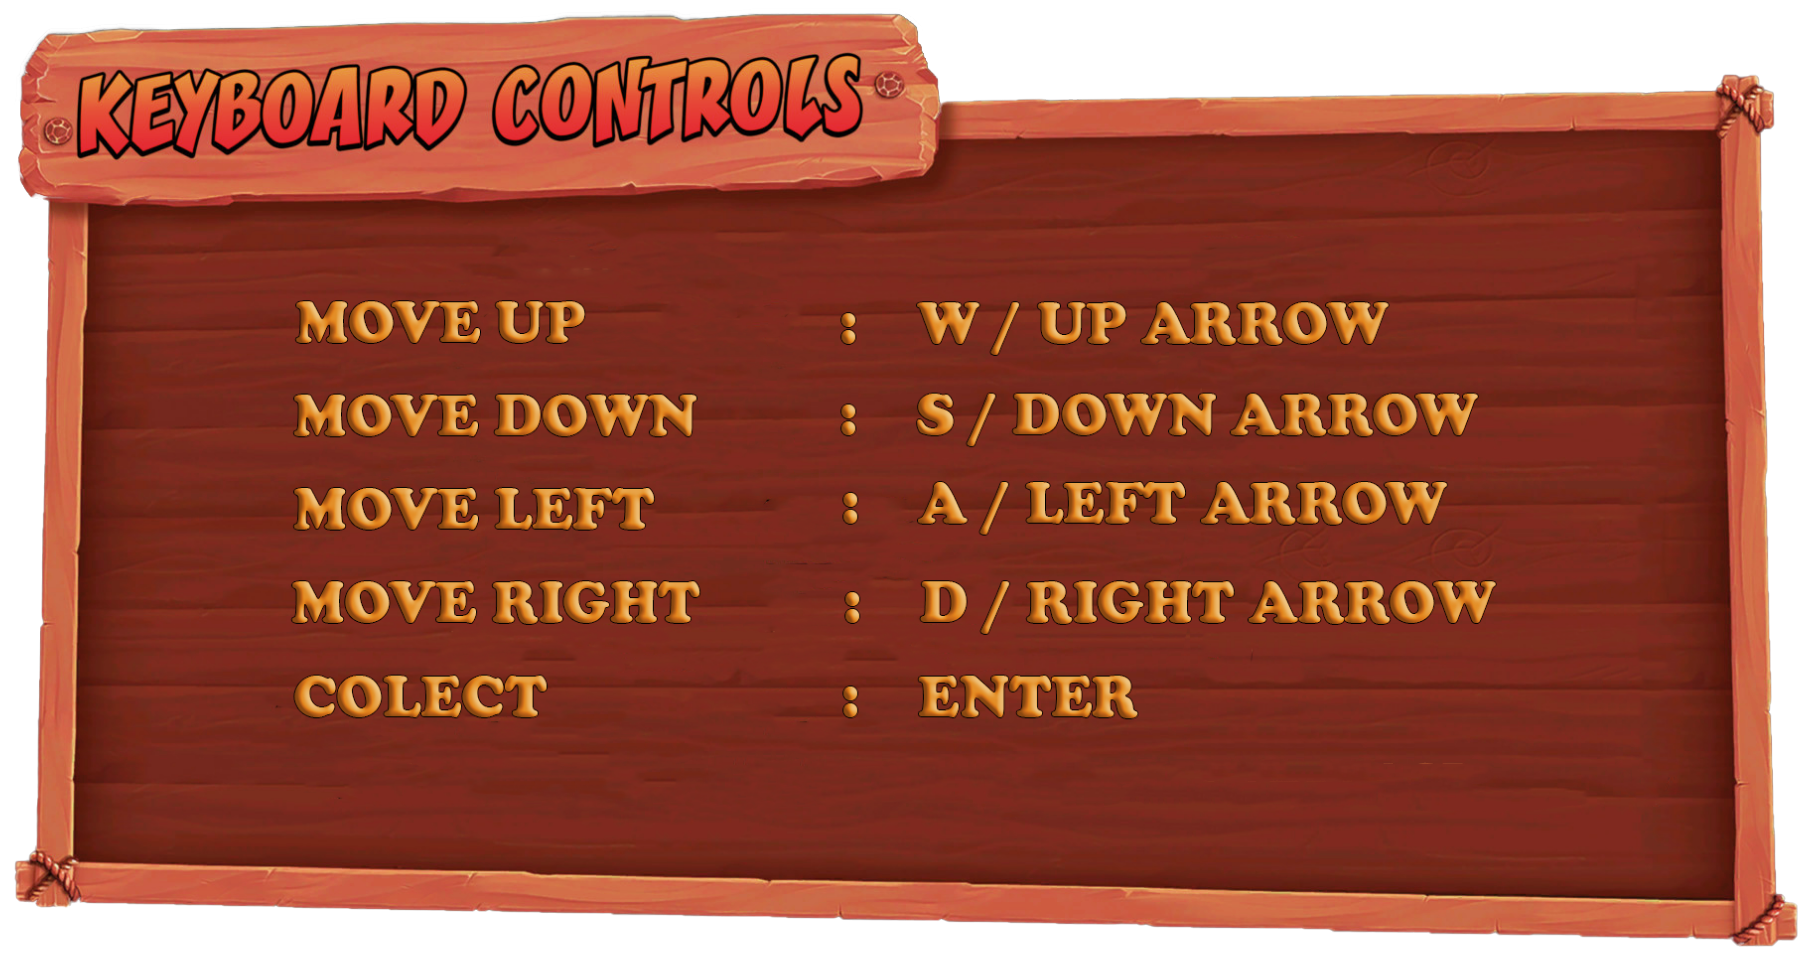 KEYBOARD CONTROLS
MOVE UP : W / UP ARROW
MOVE DOWN : S / DOWN ARROW
MOVE LEFT : A / LEFT ARROW
MOVE RIGHT : D / RIGHT ARROW
COLECT : ENTER